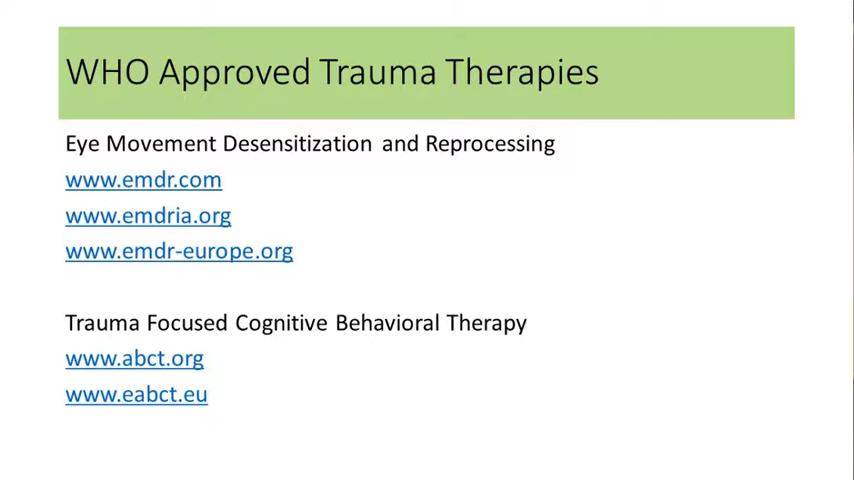 WHO Approved Trauma Therapies
Eye Movement Desensitization and Reprocessing
www.emdr.com
www.emdria.org
www.emdr-europe.org
Trauma Focused Cognitive Behavioral Therapy
www.abct.org
www.eabct.eu